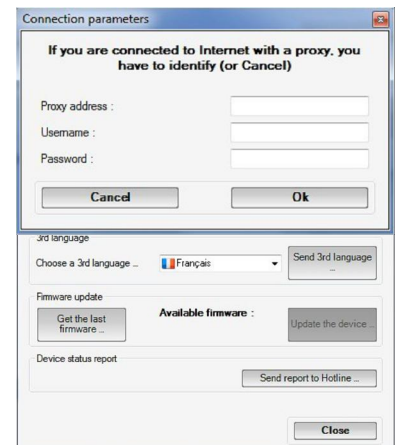 Connection parameters
If you are connected to Internet with a proxy, you
have to identify (or Cancel)
Proxy address :
Username :
Password :
Cancel
Ok
3rd language
Choose a 3rd language ...
Français
Send 3rd language
...
Firmware update
Get the last
firmware ...
Available firmware :
Update the device ...
Device status report
Send report to Hotline ...
Close